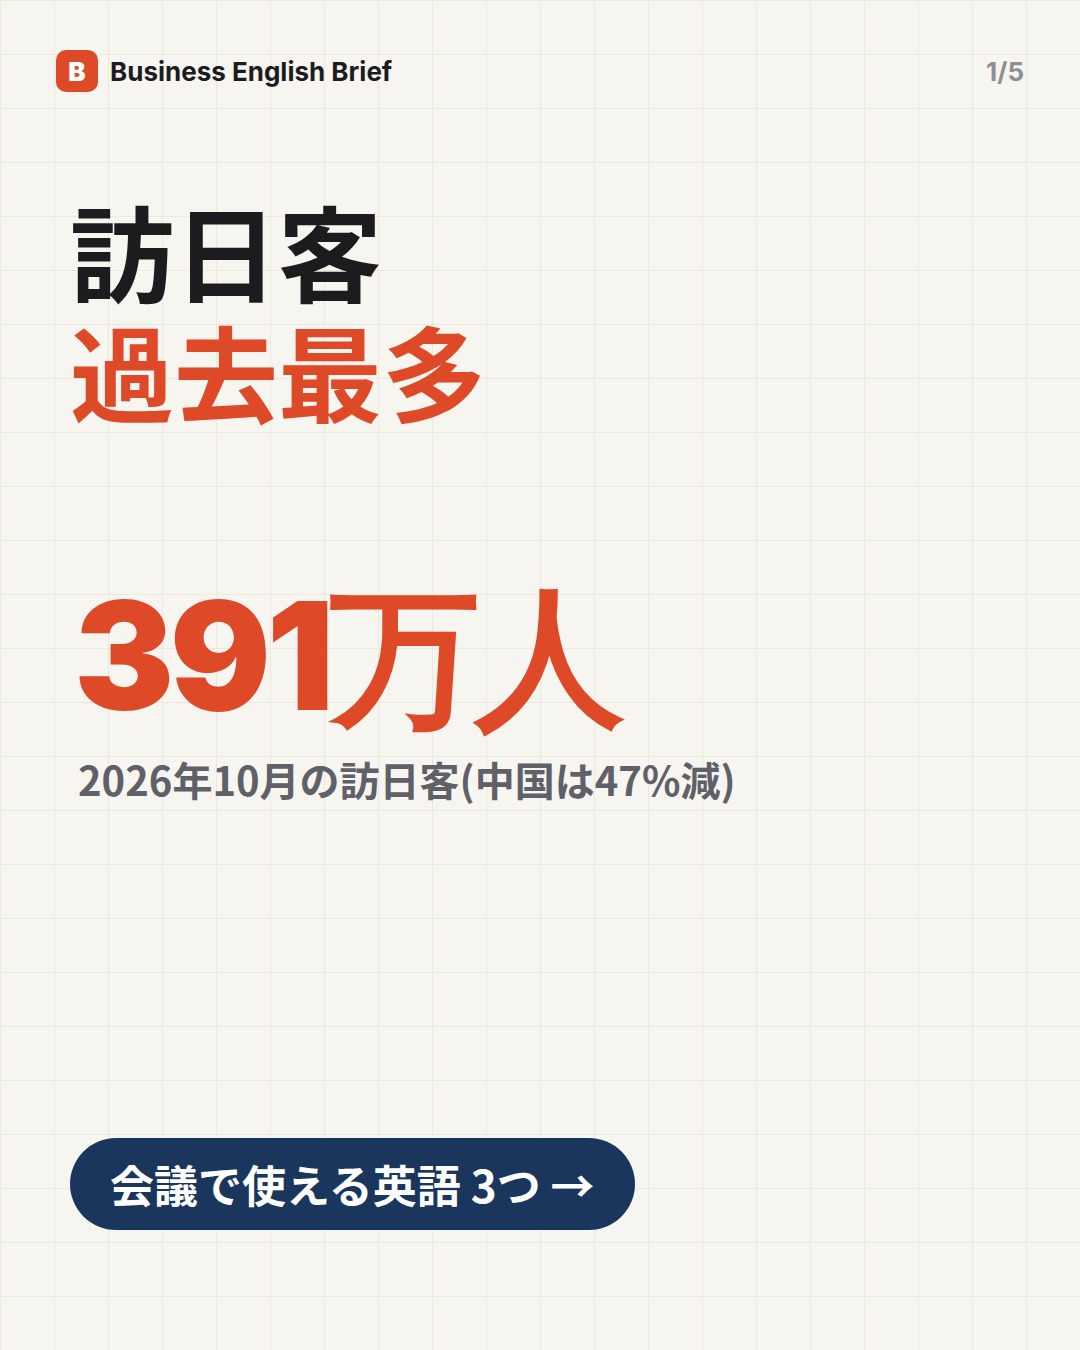 B Business English Brief
1/5
訪日客
過去最多
391万人
2026年10月の訪日客(中国は47%減)
会議で使える英語 3つ →